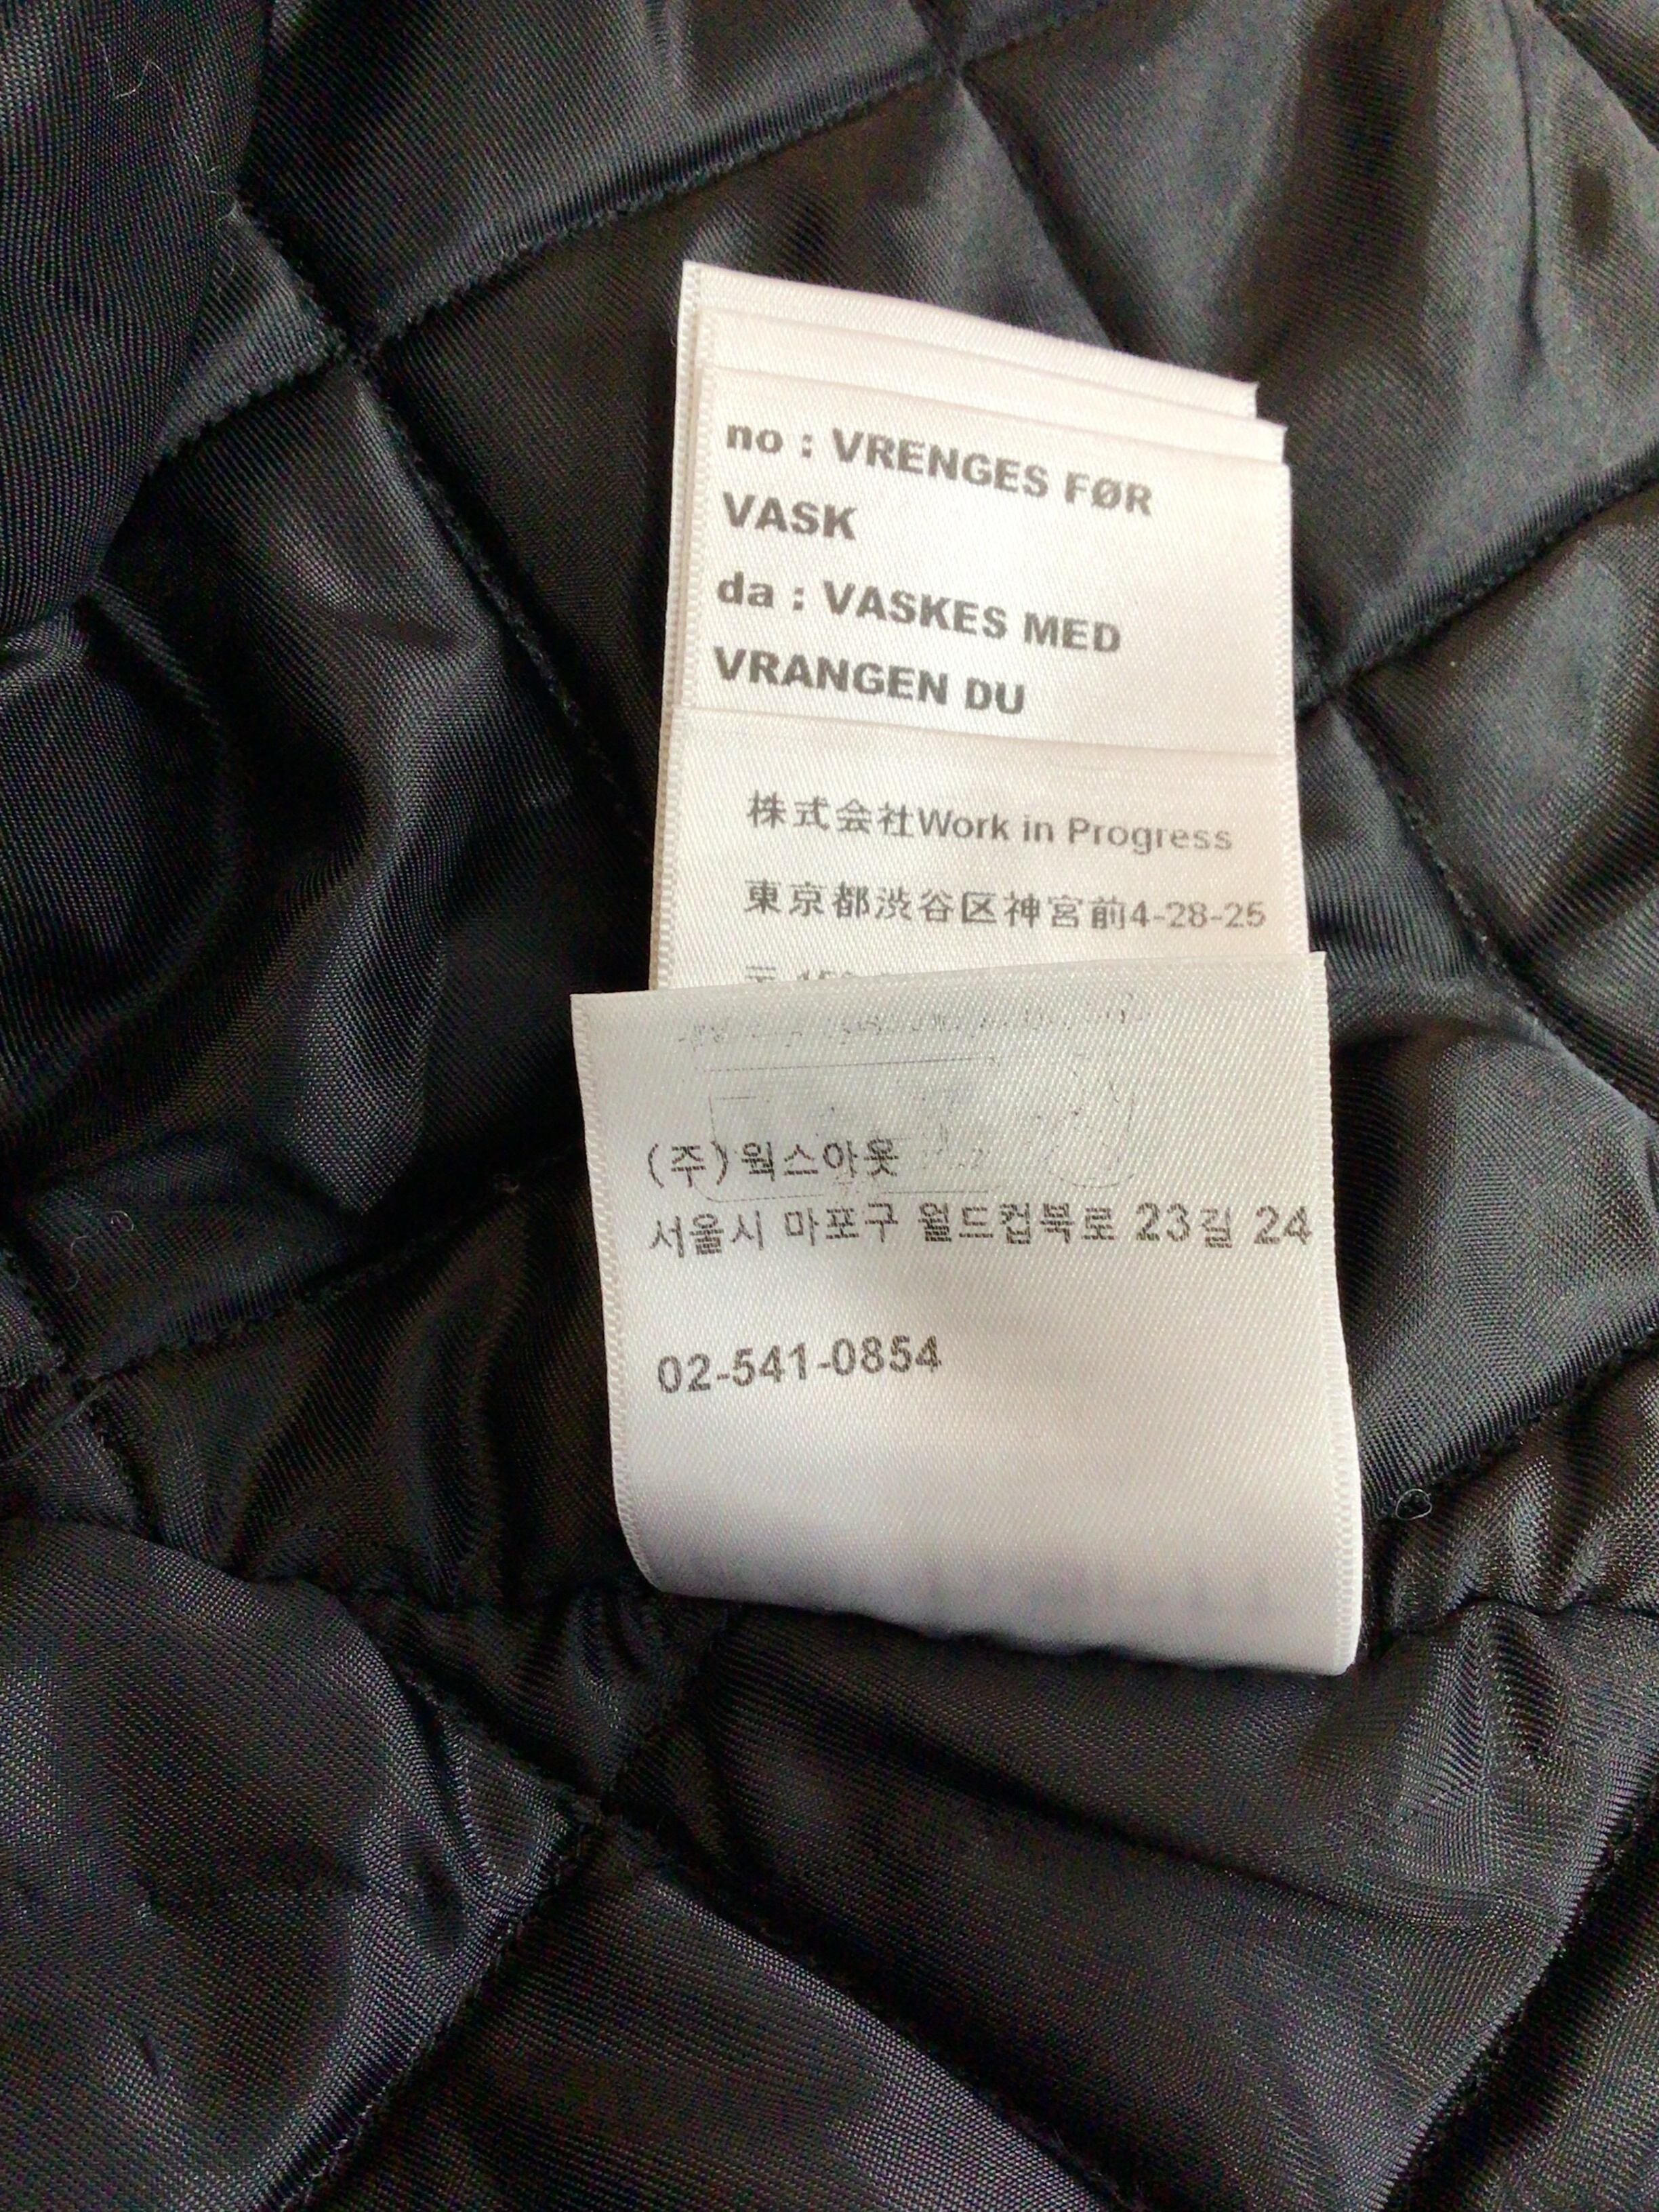 no : VRENGES FØR
VASK
da : VASKES MED
VRANGEN DU
株式会社Work in Progress
東京都渋谷区神宮前4-28-25
(주)웍스아웃
서울시 마포구 월드컵북로 23길 24
02-541-0854